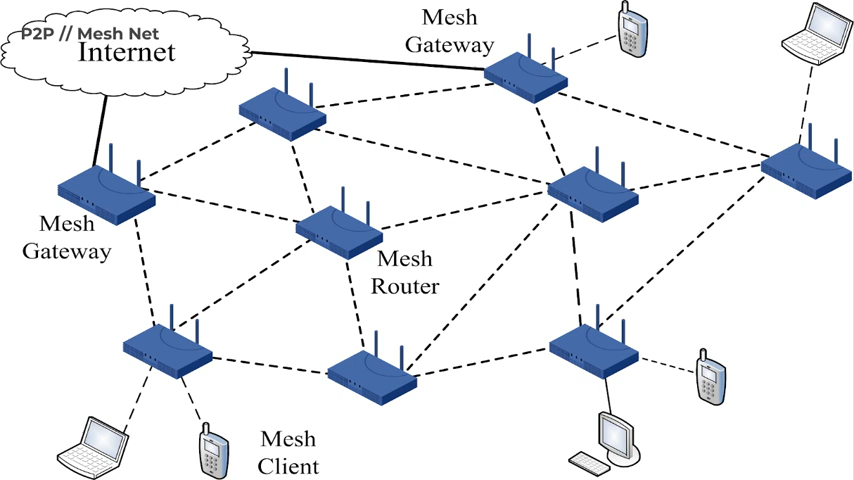 P2P // Mesh Net
Internet
Mesh
Gateway
Mesh
Gateway
Mesh
Router
Mesh
Client